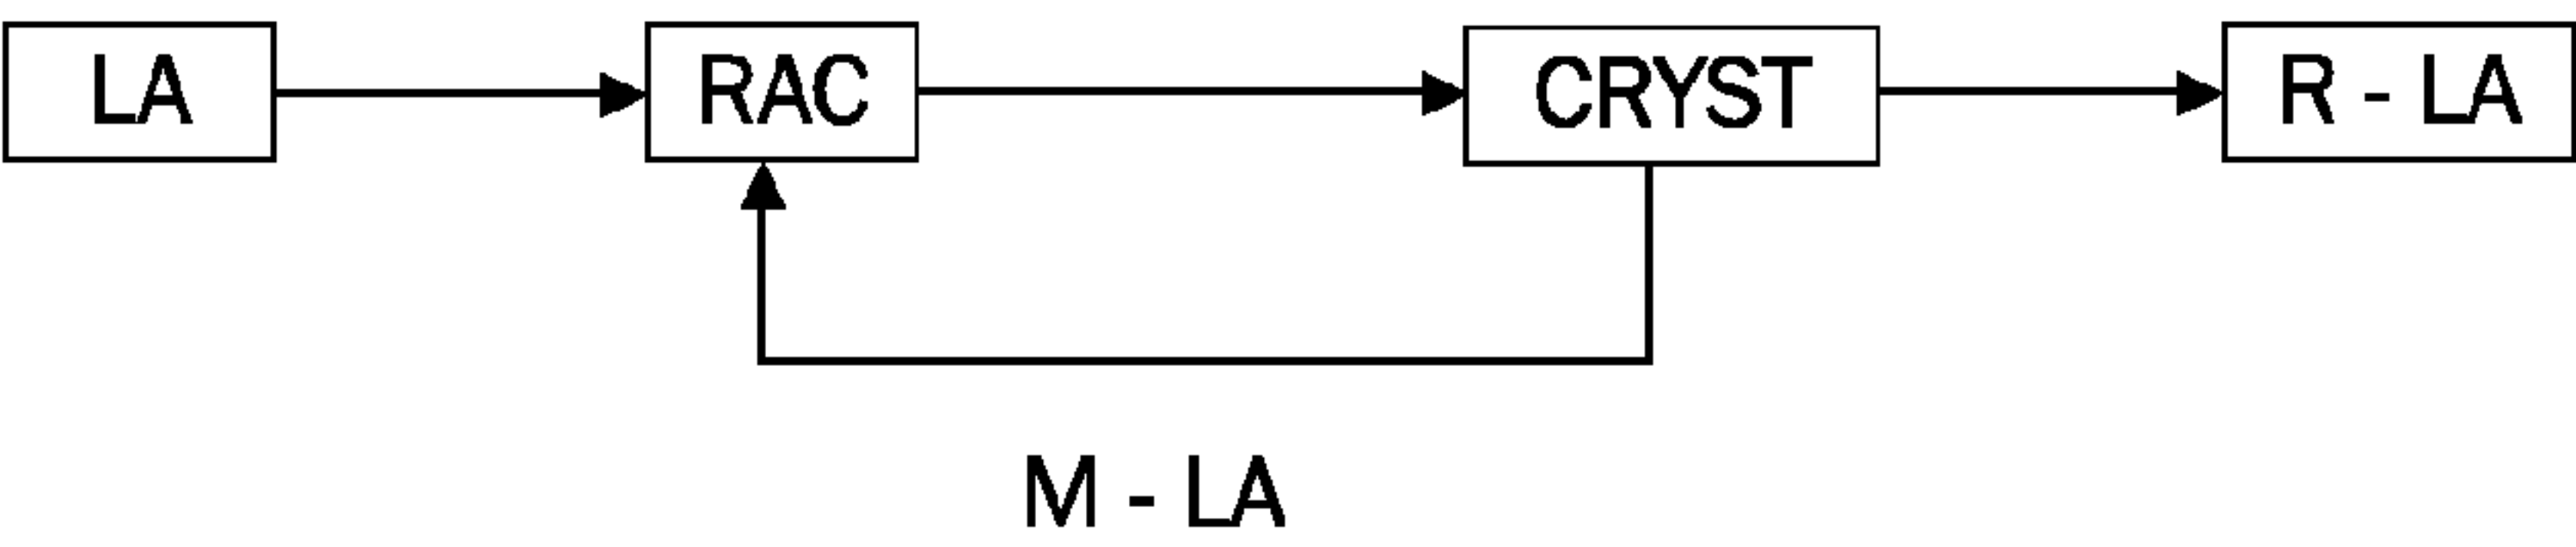 LA
RAC
CRYST
R - LA
M - LA